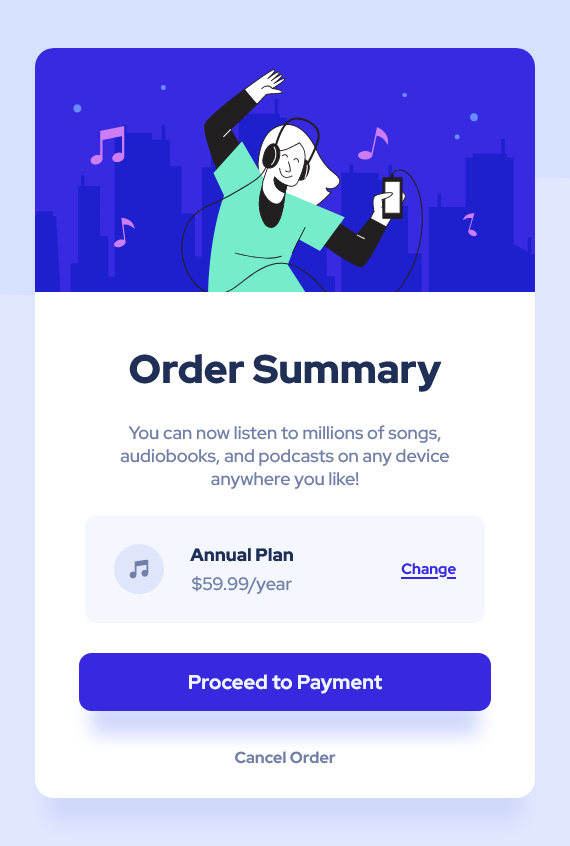 Order Summary
You can now listen to millions of songs,
audiobooks, and podcasts on any device
anywhere you like!
Annual Plan
$59.99/year
Change
Proceed to Payment
Cancel Order